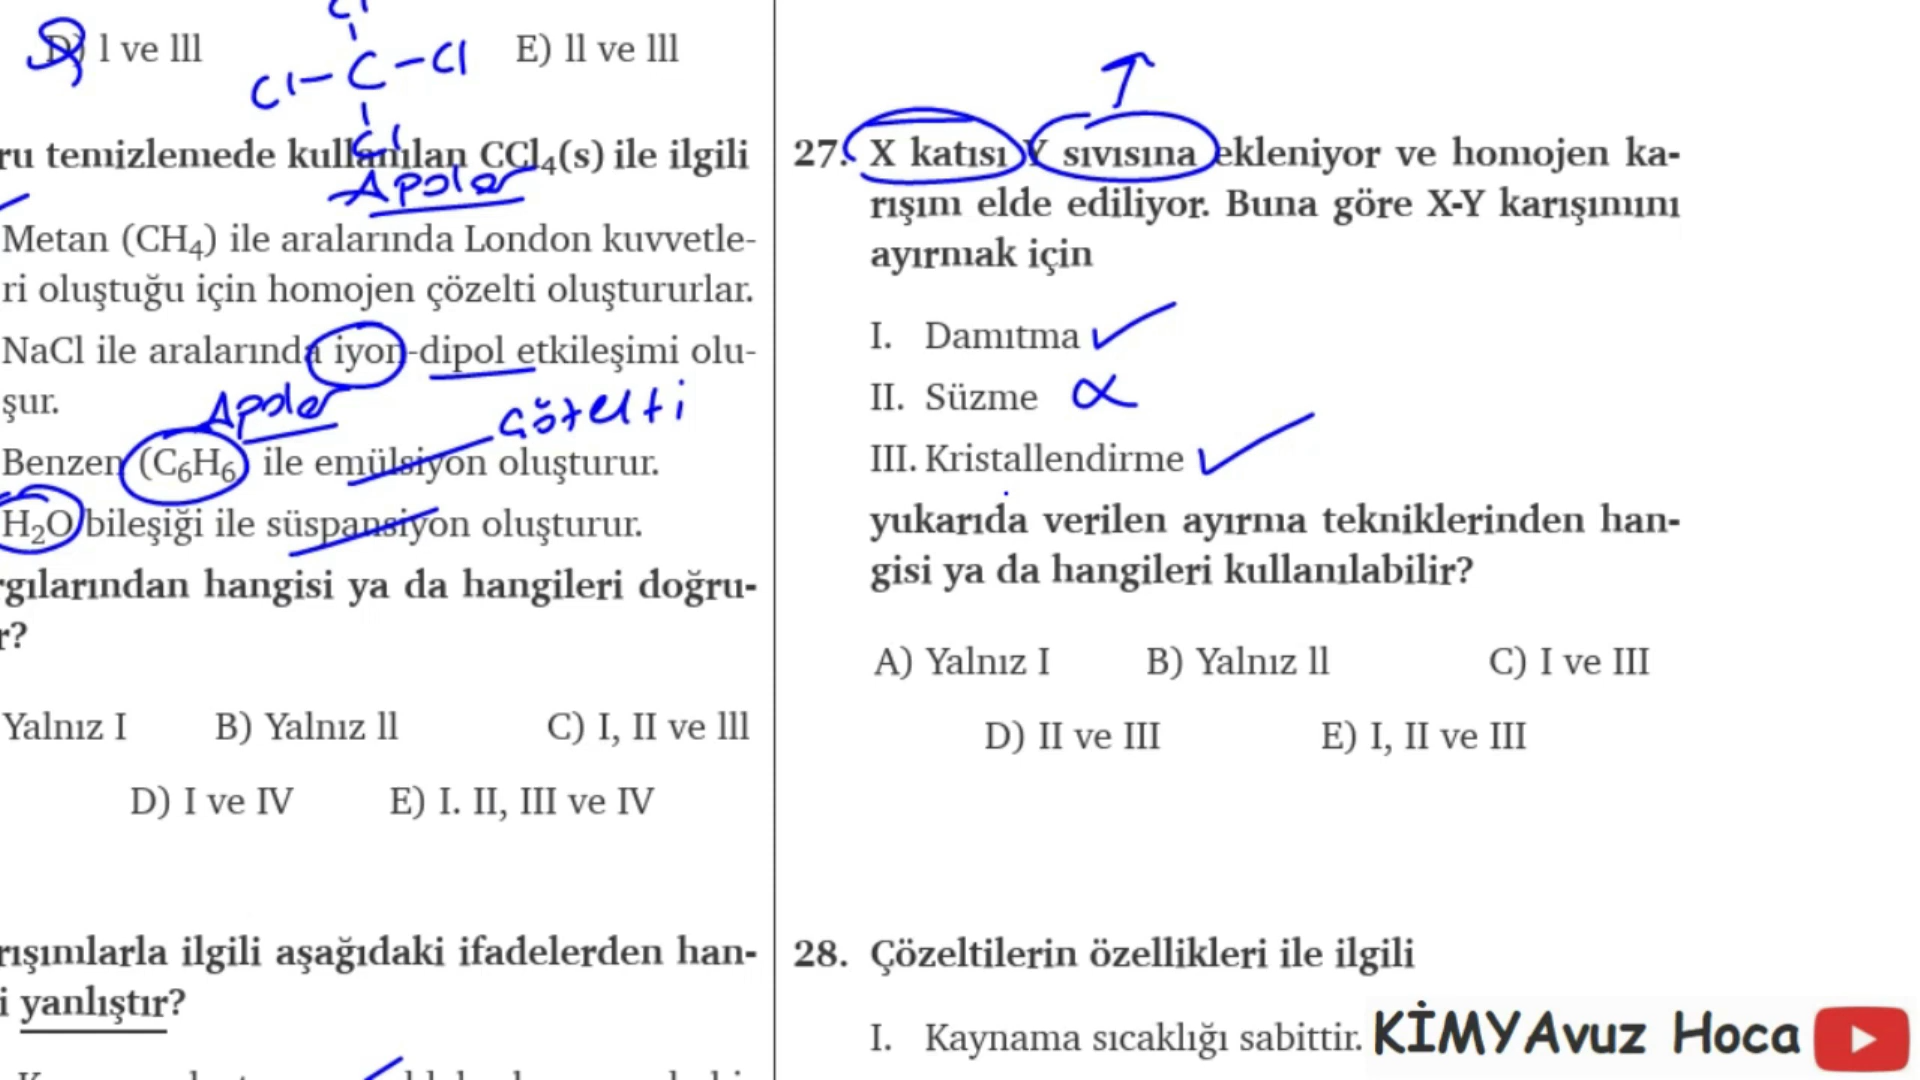 D) l ve lll
E) ll ve lll
Cl
Cl-C-Cl
Cl
ru temizlemede kullanılan CCl₄(s) ile ilgili
Apolar
Metan (CH₄) ile aralarında London kuvvetle-
ri oluştuğu için homojen çözelti oluştururlar.
NaCl ile aralarında iyon-dipol etkileşimi olu-
şur.
Apolar
çözelti
Benzen (C₆H₆ ile emülsiyon oluşturur.
H₂O bileşiği ile süspansiyon oluşturur.
rgılarından hangisi ya da hangileri doğru-
r?
Yalnız I
B) Yalnız ll
C) I, II ve lll
D) I ve IV
E) I. II, III ve IV
rışımlarla ilgili aşağıdaki ifadelerden han-
i yanlıştır?
27. X katısı Y sıvısına ekleniyor ve homojen ka-
rışım elde ediliyor. Buna göre X-Y karışımını
ayırmak için
I. Damıtma
II. Süzme
III. Kristallendirme
yukarıda verilen ayırma tekniklerinden han-
gisi ya da hangileri kullanılabilir?
A) Yalnız I
B) Yalnız ll
C) I ve III
D) II ve III
E) I, II ve III
28. Çözeltilerin özellikleri ile ilgili
I. Kaynama sıcaklığı sabittir.
KİMYAvuz Hoca